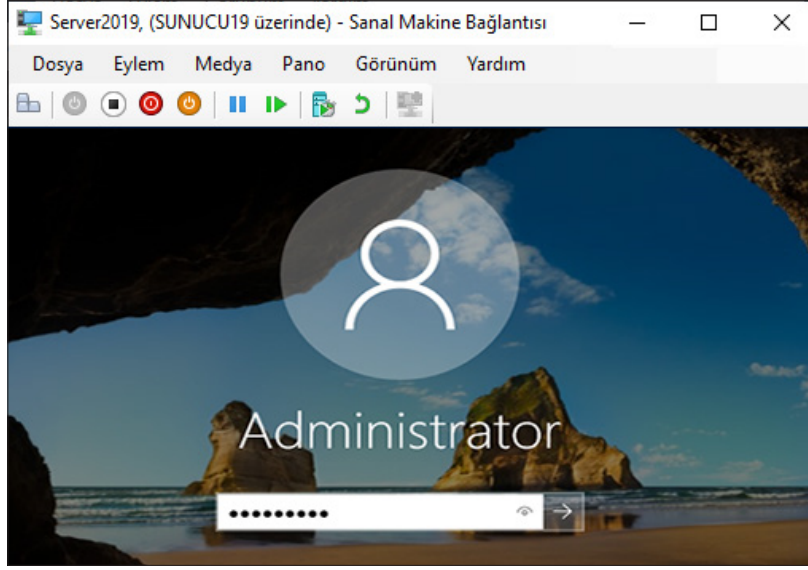 Server2019, (SUNUCU19 üzerinde) - Sanal Makine Bağlantısı
Dosya Eylem Medya Pano Görünüm Yardım
Administrator
•••••••••